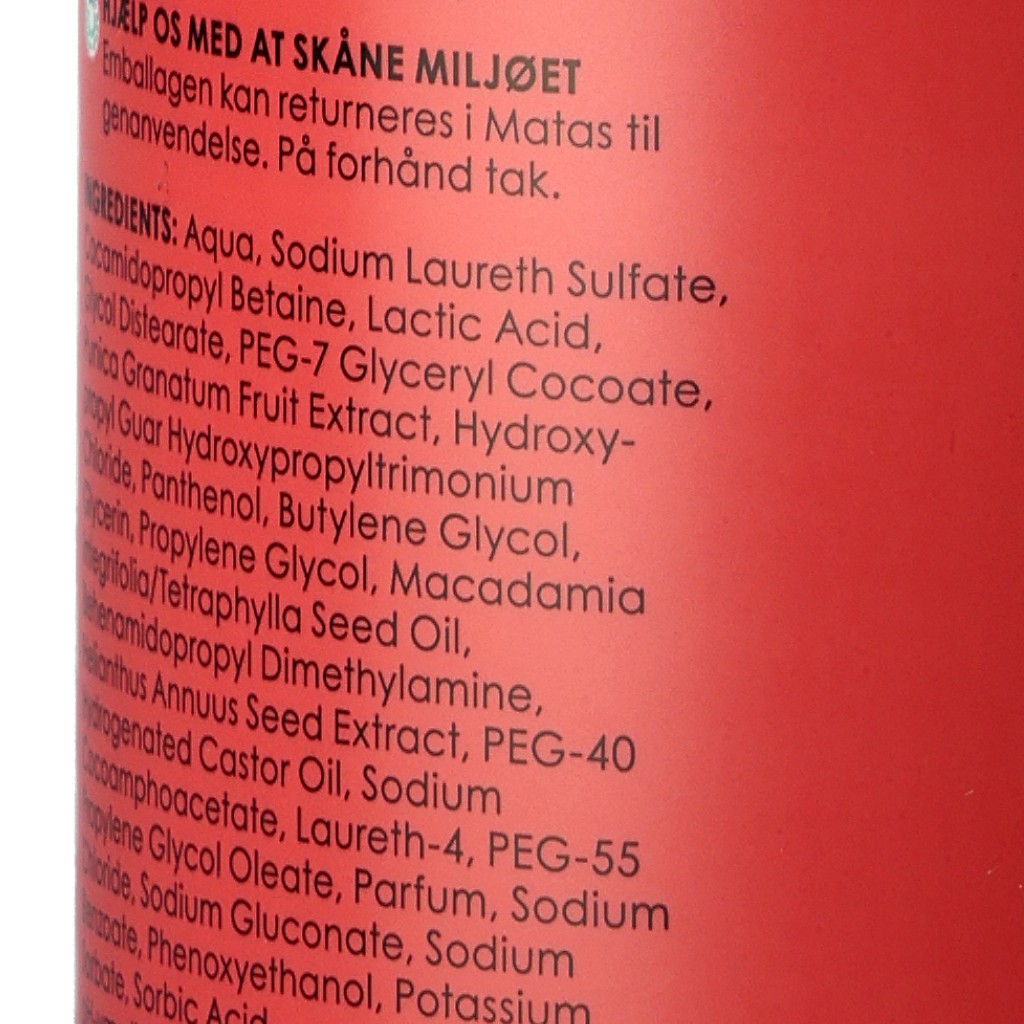 HJÆLP OS MED AT SKÅNE MILJØET
Emballagen kan returneres i Matas til
genanvendelse. På forhånd tak.
INGREDIENTS: Aqua, Sodium Laureth Sulfate,
Cocamidopropyl Betaine, Lactic Acid,
Glycol Distearate, PEG-7 Glyceryl Cocoate,
Punica Granatum Fruit Extract, Hydroxy-
propyl Guar Hydroxypropyltrimonium
Chloride, Panthenol, Butylene Glycol,
Glycerin, Propylene Glycol, Macadamia
Integrifolia/Tetraphylla Seed Oil,
Behenamidopropyl Dimethylamine,
Helianthus Annuus Seed Extract, PEG-40
Hydrogenated Castor Oil, Sodium
Cocoamphoacetate, Laureth-4, PEG-55
Propylene Glycol Oleate, Parfum, Sodium
Chloride, Sodium Gluconate, Sodium
Benzoate, Phenoxyethanol, Potassium
Sorbate, Sorbic Acid